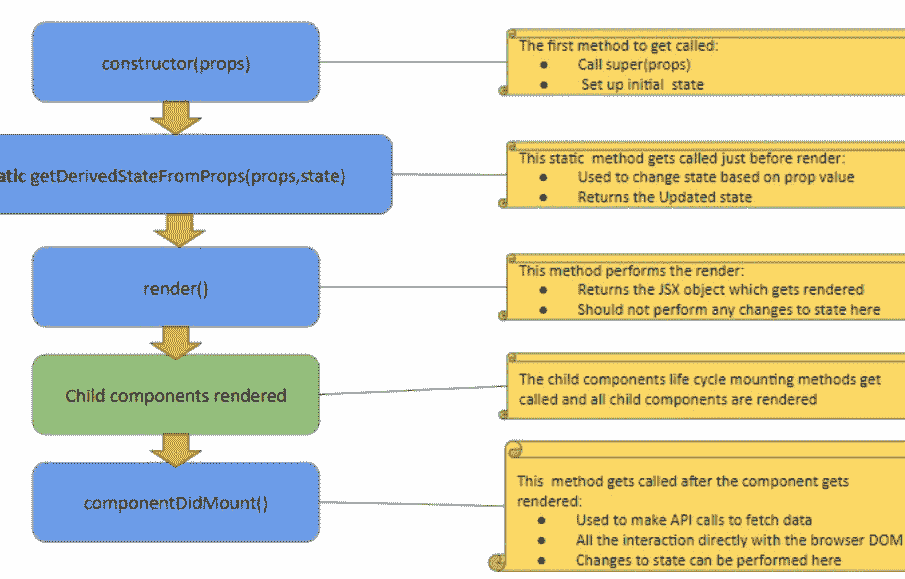 constructor(props)
The first method to get called:
● Call super(props)
● Set up initial state
atic getDerivedStateFromProps(props,state)
This static method gets called just before render:
● Used to change state based on prop value
● Returns the Updated state
render()
This method performs the render:
● Returns the JSX object which gets rendered
● Should not perform any changes to state here
Child components rendered
The child components life cycle mounting methods get
called and all child components are rendered
componentDidMount()
This method gets called after the component gets
rendered:
● Used to make API calls to fetch data
● All the interaction directly with the browser DOM
● Changes to state can be performed here